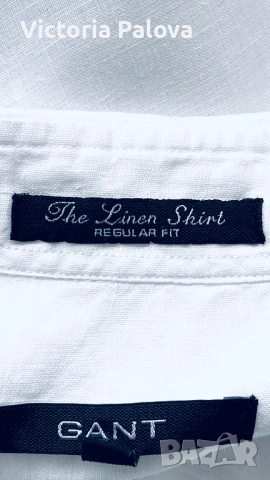 Victoria Palova
The Linen Shirt
REGULAR FIT
GANT
BAZAR